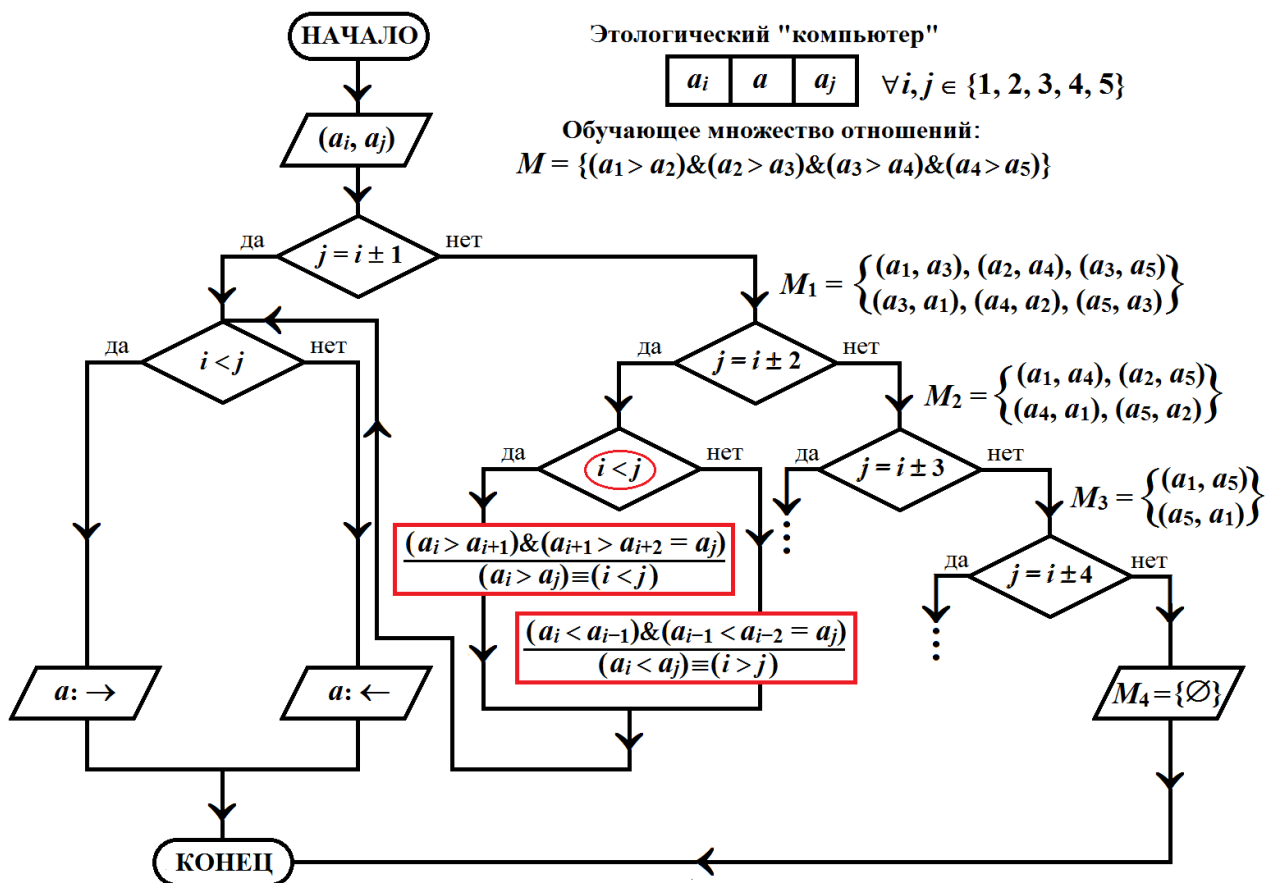 НАЧАЛО
Этологический "компьютер"
aᵢ a aⱼ ∀i, j ∈ {1, 2, 3, 4, 5}
(aᵢ, aⱼ)
Обучающее множество отношений:
M = {(a₁ > a₂)&(a₂ > a₃)&(a₃ > a₄)&(a₄ > a₅)}
да j = i ± 1 нет
M₁ = {(a₁, a₃), (a₂, a₄), (a₃, a₅)
(a₃, a₁), (a₄, a₂), (a₅, a₃)}
да i < j нет
да j = i ± 2 нет
M₂ = {(a₁, a₄), (a₂, a₅)
(a₄, a₁), (a₅, a₂)}
да i < j нет
да j = i ± 3 нет
M₃ = {(a₁, a₅)
(a₅, a₁)}
(aᵢ > aᵢ₊₁)&(aᵢ₊₁ > aᵢ₊₂ = aⱼ)
(aᵢ > aⱼ)≡(i < j)
да j = i ± 4 нет
(aᵢ < aᵢ₋₁)&(aᵢ₋₁ < aᵢ₋₂ = aⱼ)
(aᵢ < aⱼ)≡(i > j)
a: →
a: ←
M₄ = {∅}
КОНЕЦ